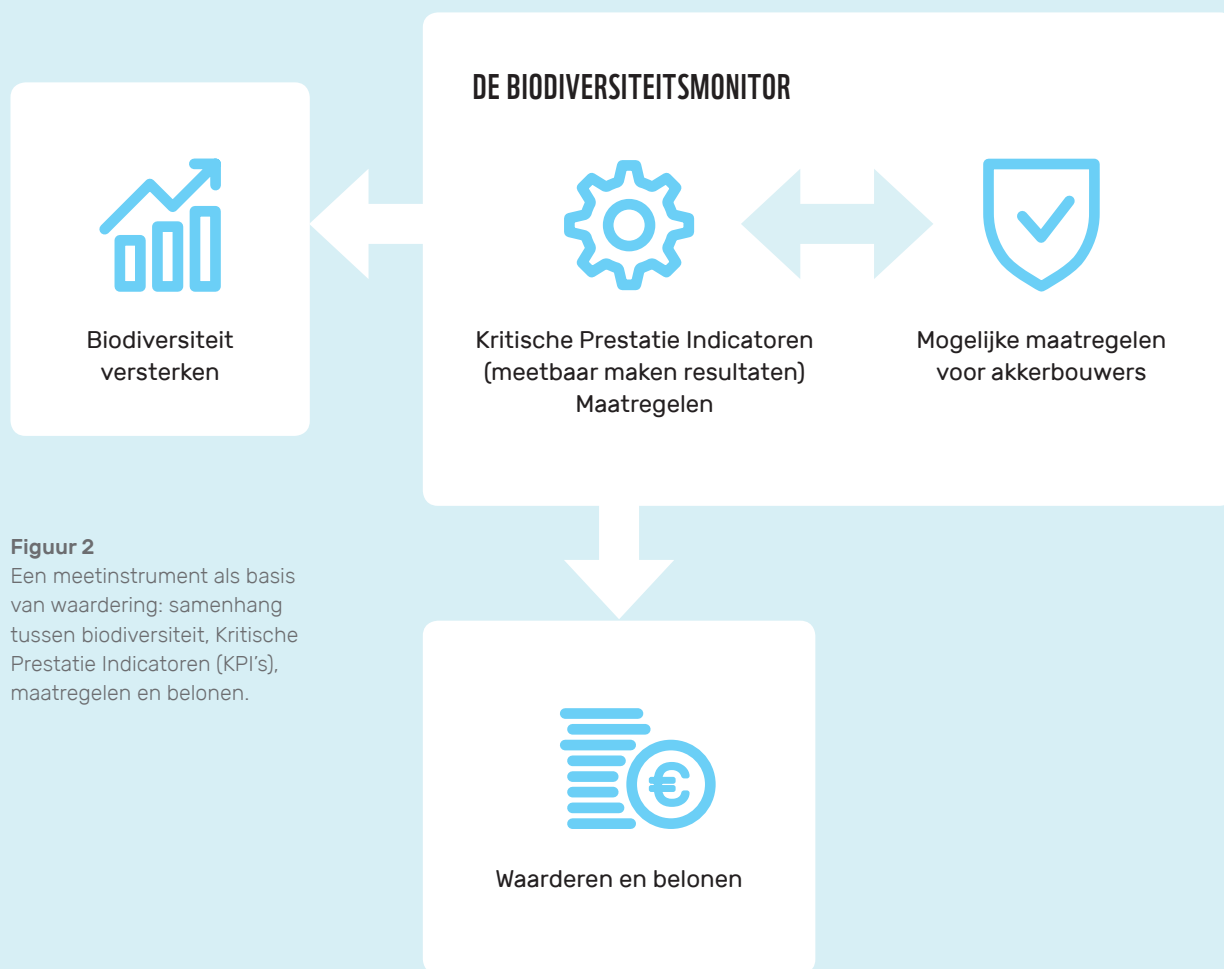 DE BIODIVERSITEITSMONITOR
Biodiversiteit
versterken
Kritische Prestatie Indicatoren
(meetbaar maken resultaten)
Maatregelen
Mogelijke maatregelen
voor akkerbouwers
Figuur 2
Een meetinstrument als basis
van waardering: samenhang
tussen biodiversiteit, Kritische
Prestatie Indicatoren (KPI's),
maatregelen en belonen.
€
Waarderen en belonen